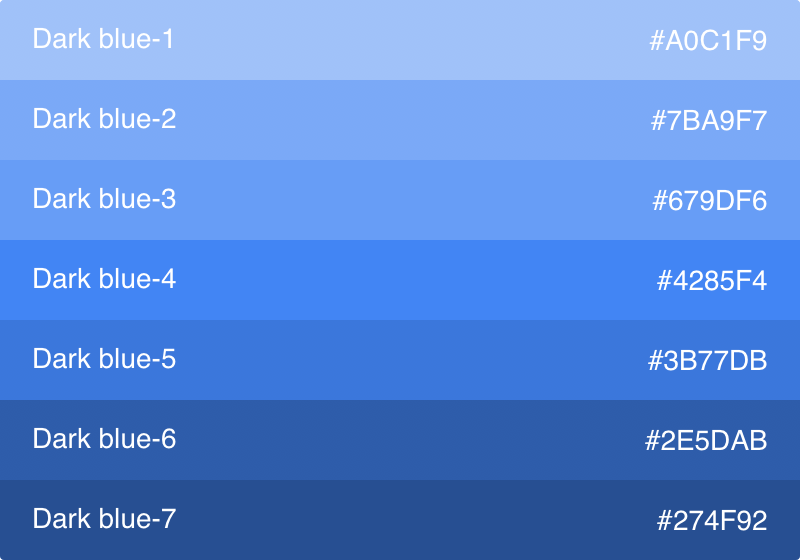 Dark blue-1 #A0C1F9
Dark blue-2 #7BA9F7
Dark blue-3 #679DF6
Dark blue-4 #4285F4
Dark blue-5 #3B77DB
Dark blue-6 #2E5DAB
Dark blue-7 #274F92